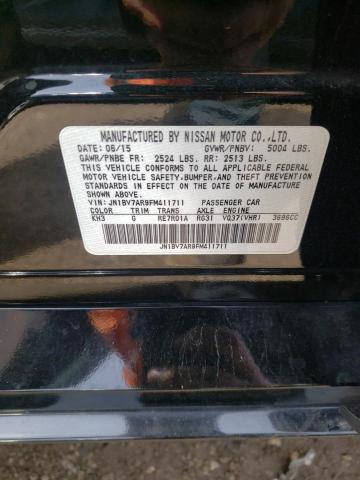 MANUFACTURED BY NISSAN MOTOR CO.,LTD.
DATE: 06/15 GVWR/PNBV: 5004 LBS.
GAWR/PNBE FR: 2524 LBS. RR: 2513 LBS.
THIS VEHICLE CONFORMS TO ALL APPLICABLE FEDERAL
MOTOR VEHICLE SAFETY,BUMPER,AND THEFT PREVENTION
STANDARDS IN EFFECT ON THE DATE OF MANUFACTURE
SHOWN ABOVE.
VIN: JN1BV7AR9FM411711 PASSENGER CAR
COLOR TRIM TRANS AXLE ENGINE
KH3 G RE7R01A RG31 VQ37(VHR) 3696CC
JN1BV7AR9FM411711